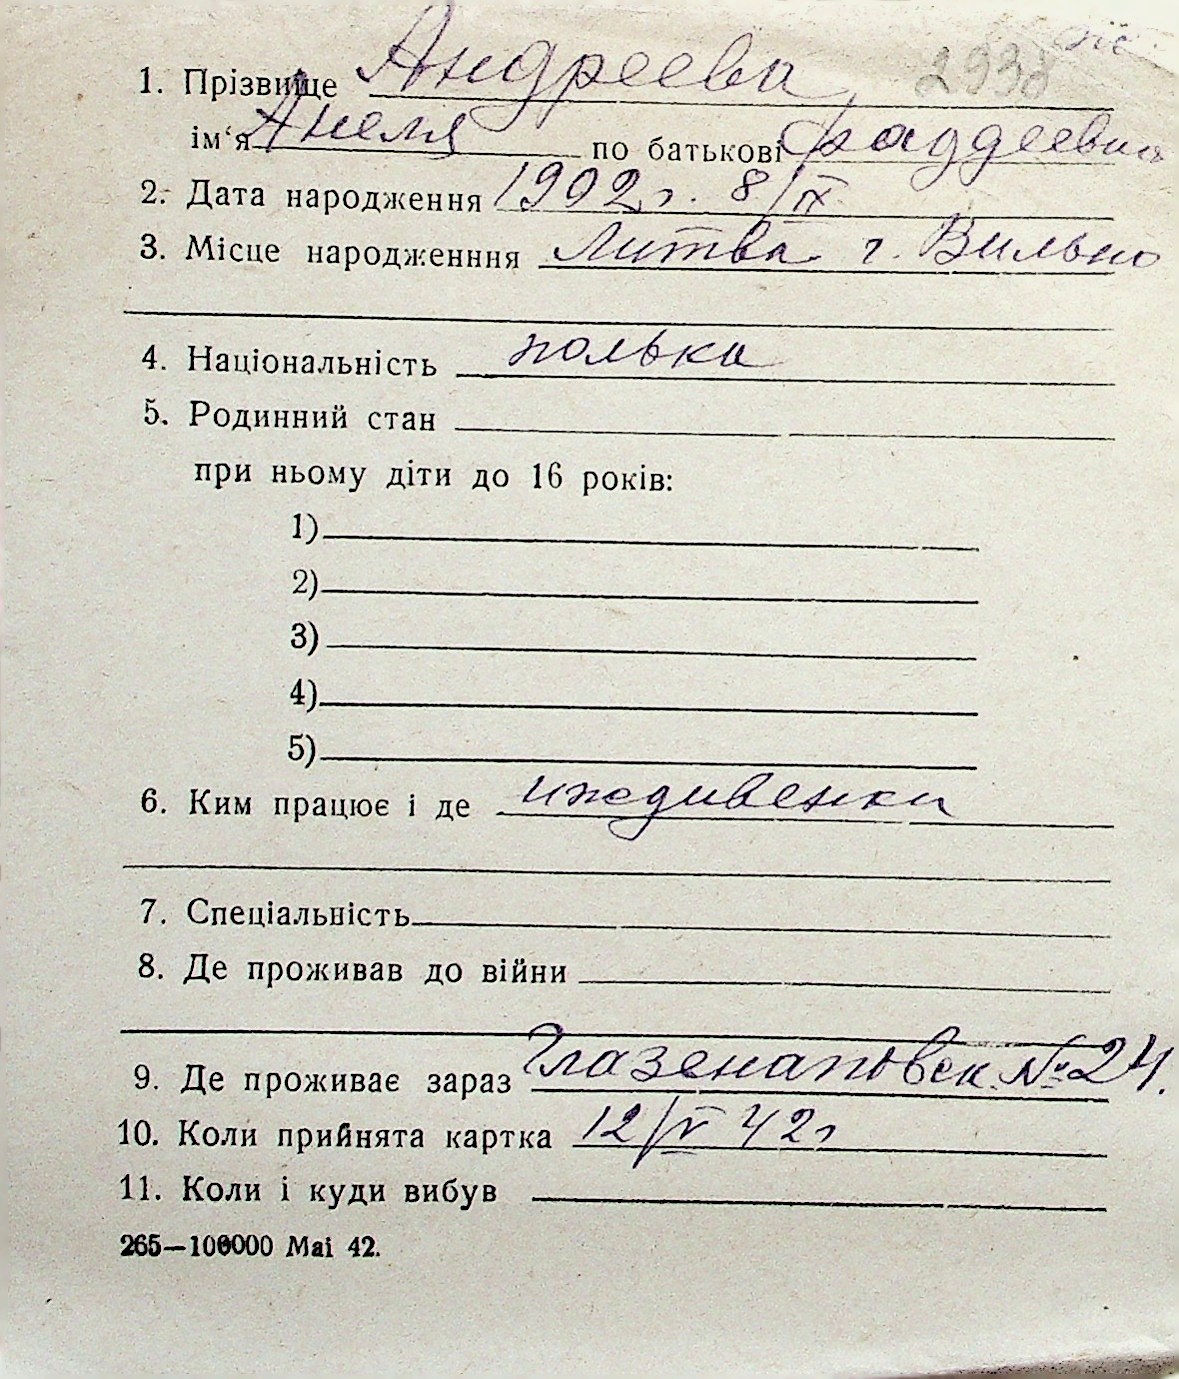 2938
1. Прізвище Андреева
ім‘я Анеля по батькові Фаддеевна
2. Дата народження 1902 г. 8/IX
3. Місце народженння Литва г. Вильно
4. Національність полька
5. Родинний стан
при ньому діти до 16 років:
1)
2)
3)
4)
5)
6. Ким працює і де иждивенка
7. Спеціальність
8. Де проживав до війни
9. Де проживає зараз Глазенаповск. № 24.
10. Коли прийнята картка 12/V 42 г
11. Коли і куди вибув
265—100000 Mai 42.